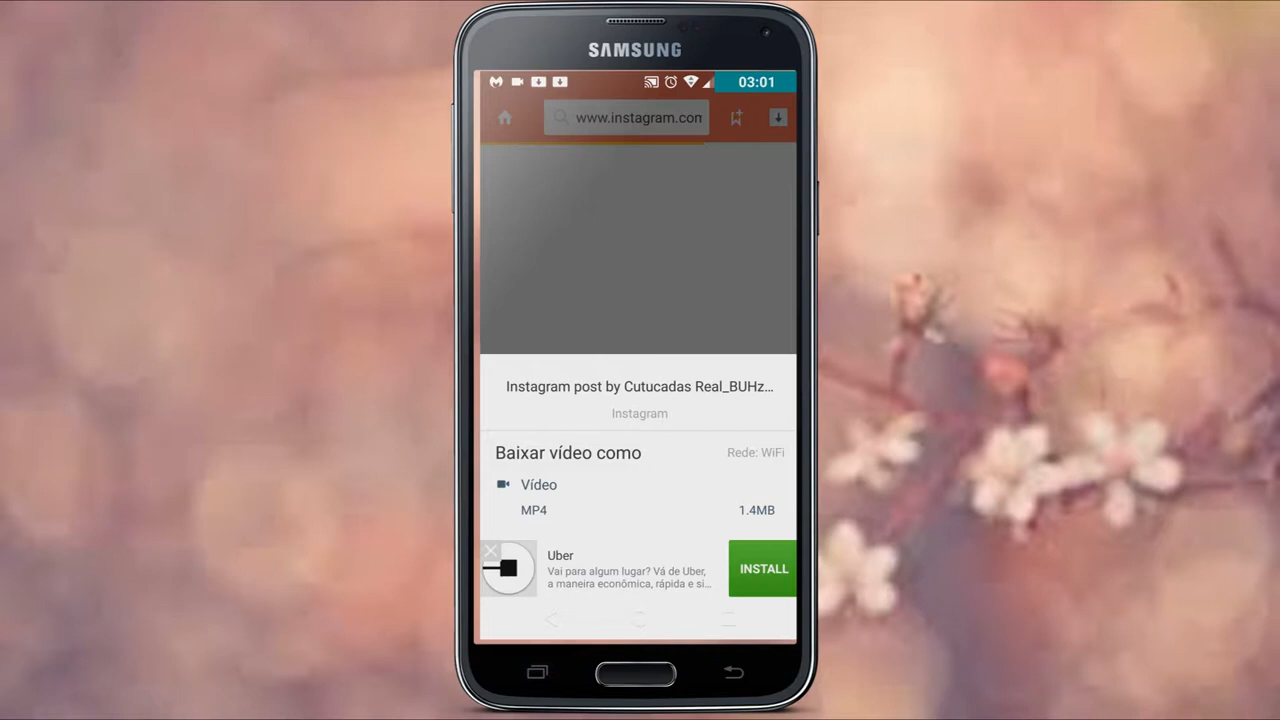 SAMSUNG
03:01
www.instagram.com
Instagram post by Cutucadas Real_BUHz...
Instagram
Baixar vídeo como
Rede: WiFi
Vídeo
MP4
1.4MB
Uber
Vai para algum lugar? Vá de Uber,
a maneira econômica, rápida e si...
INSTALL